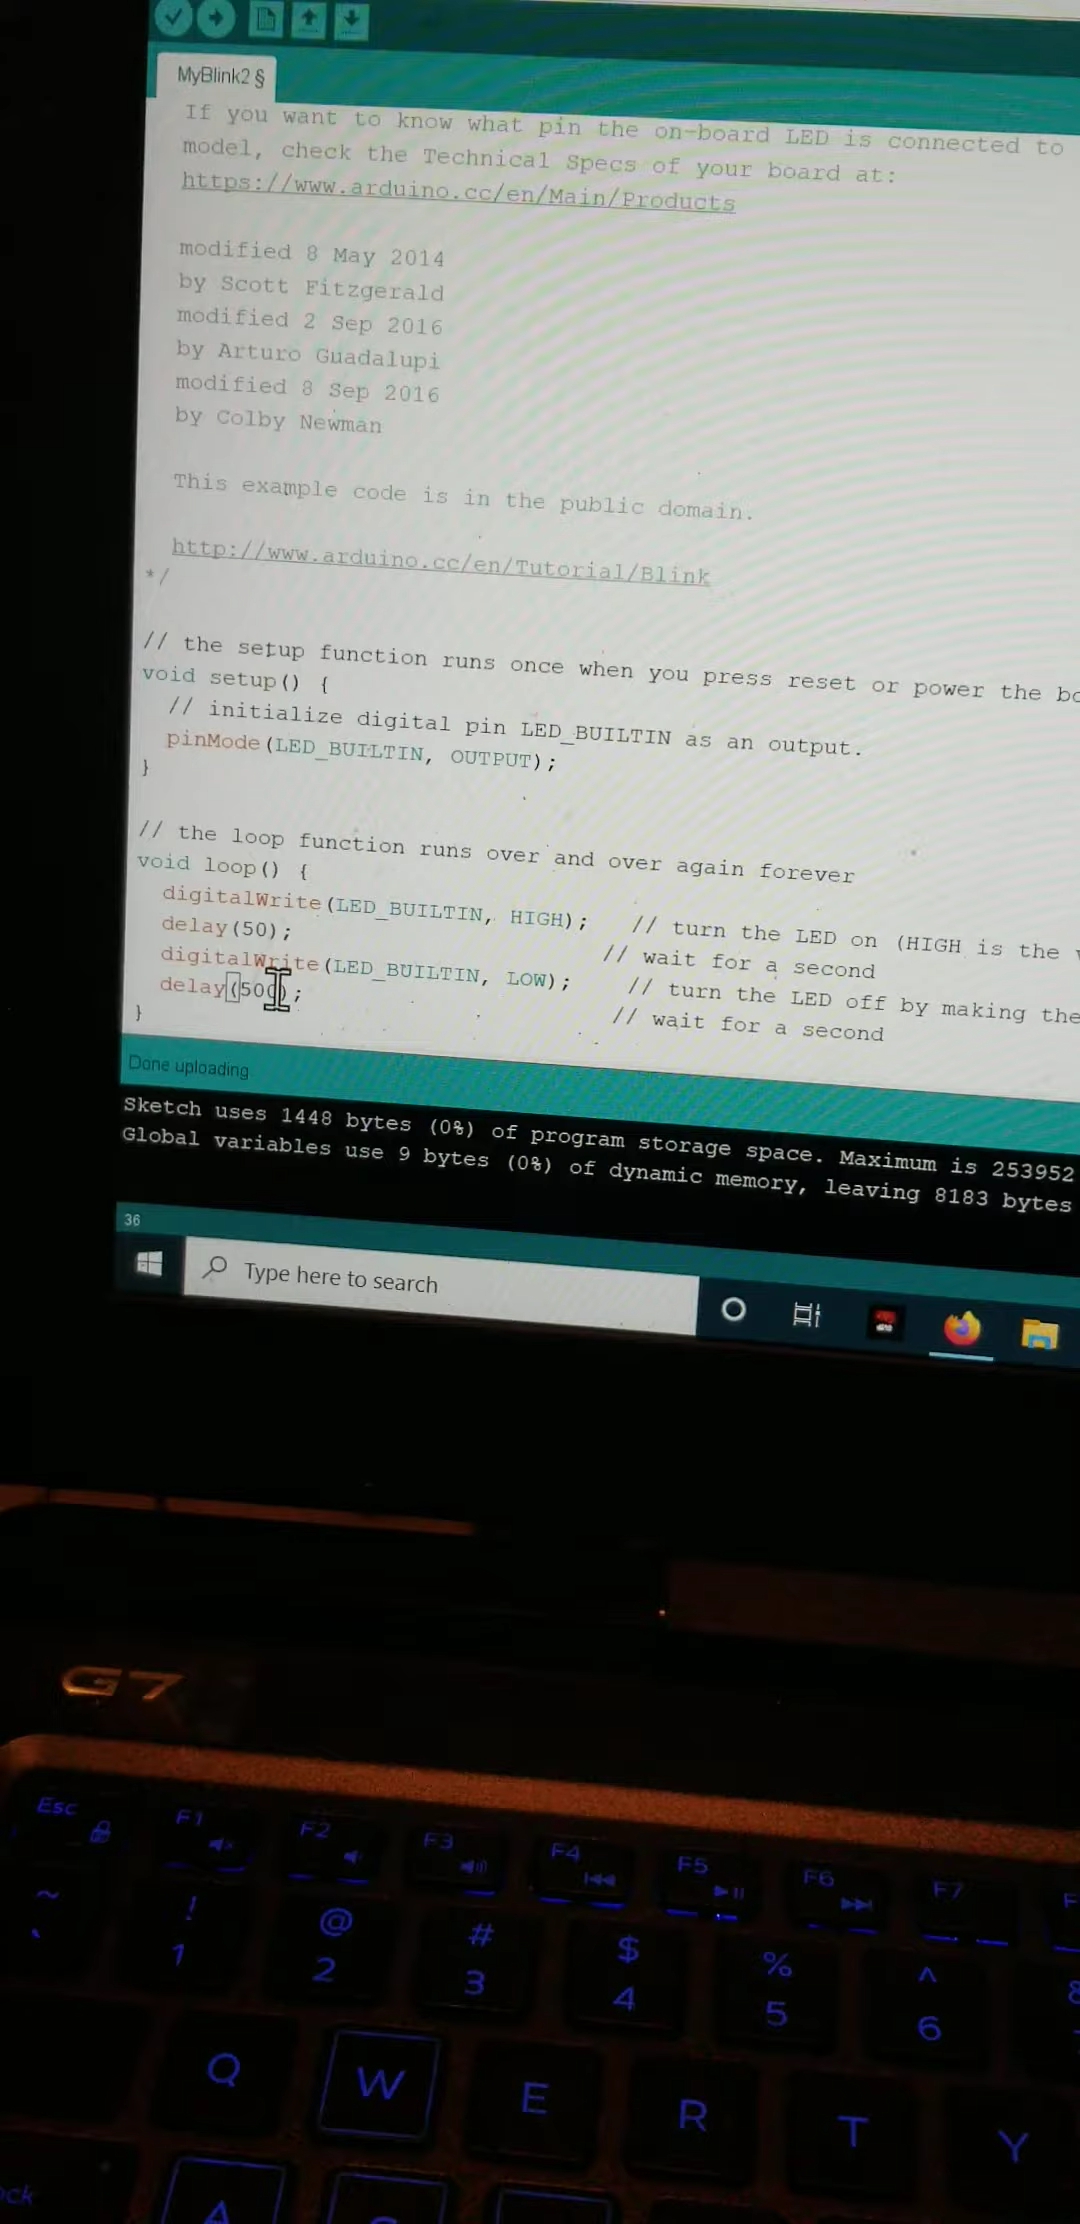 MyBlink2 §
If you want to know what pin the on-board LED is connected to
model, check the Technical Specs of your board at:
https://www.arduino.cc/en/Main/Products
modified 8 May 2014
by Scott Fitzgerald
modified 2 Sep 2016
by Arturo Guadalupi
modified 8 Sep 2016
by Colby Newman
This example code is in the public domain.
http://www.arduino.cc/en/Tutorial/Blink
*/
// the setup function runs once when you press reset or power the bo
void setup() {
// initialize digital pin LED_BUILTIN as an output.
pinMode(LED_BUILTIN, OUTPUT);
}
// the loop function runs over and over again forever
void loop() {
digitalWrite(LED_BUILTIN, HIGH); // turn the LED on (HIGH is the
delay(50); // wait for a second
digitalWrite(LED_BUILTIN, LOW); // turn the LED off by making the
delay(500); // wait for a second
}
Done uploading.
Sketch uses 1448 bytes (0%) of program storage space. Maximum is 253952
Global variables use 9 bytes (0%) of dynamic memory, leaving 8183 bytes
36
Type here to search
G7
Esc F1 F2 F3 F4 F5 F6 F7 F
~ ! @ # $ % ^
` 1 2 3 4 5 6 8
Q W E R T Y
ock A